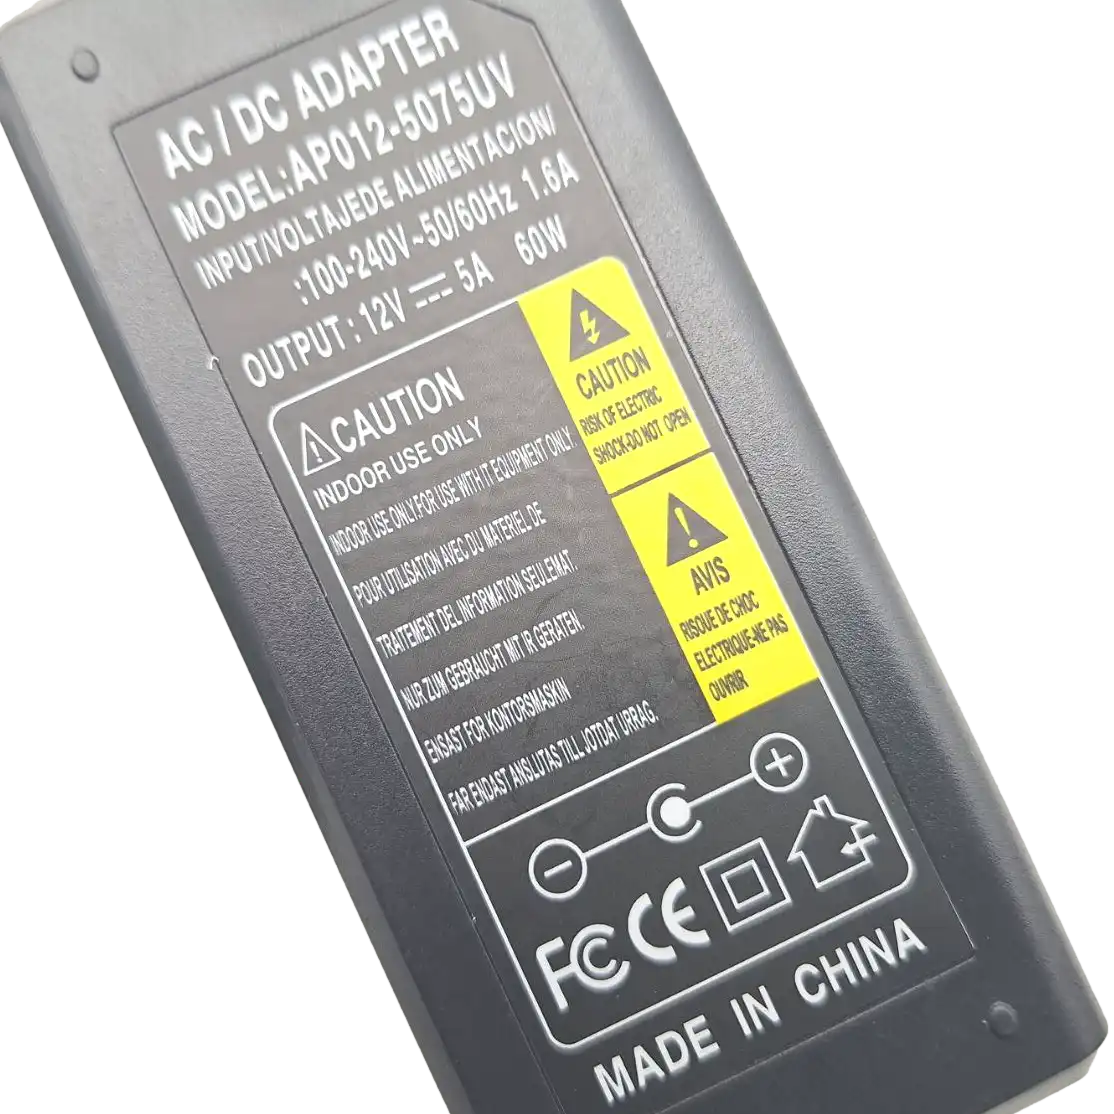 AC / DC ADAPTER
MODEL:AP012-5075UV
INPUT/VOLTAJEDE ALIMENTACION/
:100-240V~50/60Hz 1.6A
OUTPUT : 12V ⎓ 5A 60W
CAUTION
INDOOR USE ONLY
INDOOR USE ONLY.FOR USE WITH IT EQUIPMENT ONLY.
POUR UTILISATION AVEC DU MATERIEL DE
TRAITEMENT DEL.INFORMATION SEULEMAT.
NUR ZUM GEBRAUCHT MIT IR GERATEN.
ENSAST FOR KONTORSMASKIN
FAR ENDAST ANSLUTAS TILL JOTDAT URRAG.
CAUTION
RISK OF ELECTRIC
SHOCK-DO NOT OPEN
AVIS
RISOUE DE CHOC
ELECTRIQUE-NE PAS
OUVRIR
FC CE
MADE IN CHINA